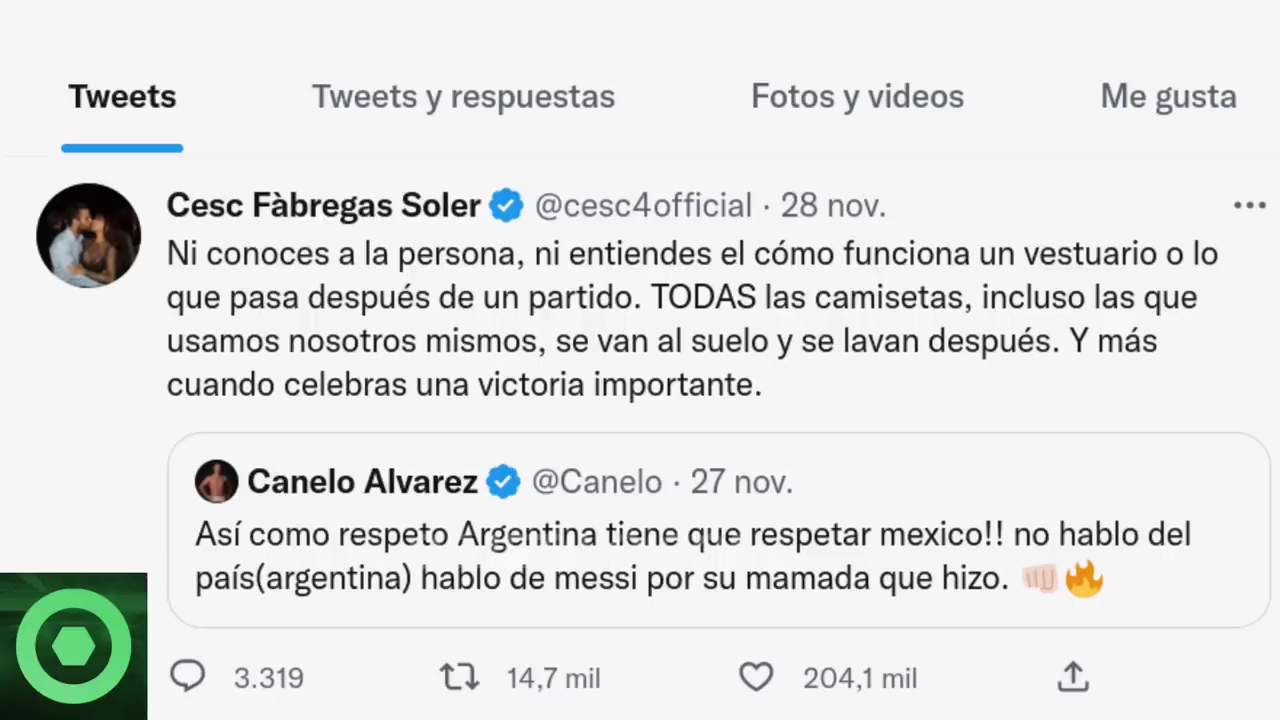 Tweets Tweets y respuestas Fotos y videos Me gusta
Cesc Fàbregas Soler @cesc4official · 28 nov.
Ni conoces a la persona, ni entiendes el cómo funciona un vestuario o lo
que pasa después de un partido. TODAS las camisetas, incluso las que
usamos nosotros mismos, se van al suelo y se lavan después. Y más
cuando celebras una victoria importante.
Canelo Alvarez @Canelo · 27 nov.
Así como respeto Argentina tiene que respetar mexico!! no hablo del
país(argentina) hablo de messi por su mamada que hizo. 👊🏻🔥
3.319 14,7 mil 204,1 mil